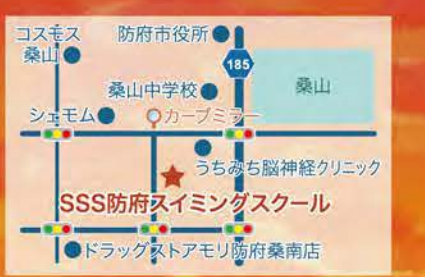 コスモス
桑山
防府市役所
185
桑山
桑山中学校
シェモム
カーブミラー
うちみち脳神経クリニック
SSS防府スイミングスクール
ドラッグストアモリ防府桑南店